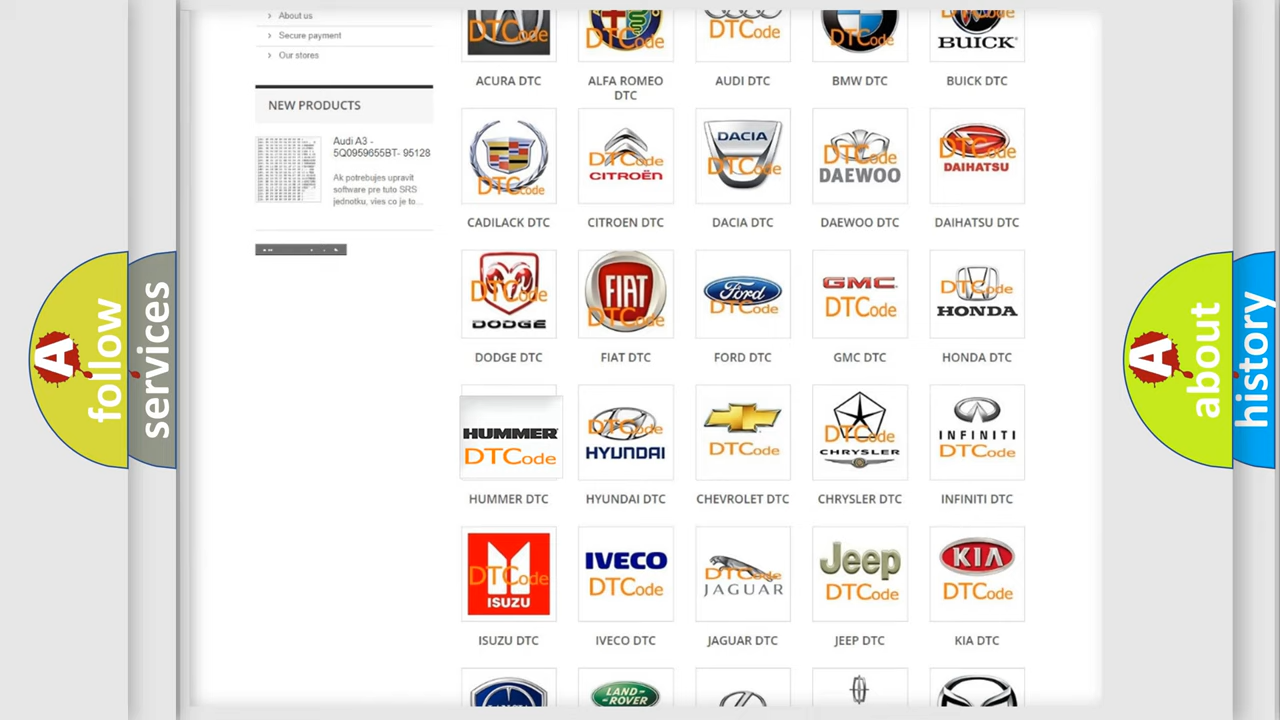 About us
Secure payment
Our stores
NEW PRODUCTS
Audi A3 -
5Q0959655BT- 95128
Ak potrebujes upravit
software pre tuto SRS
jednotku, vies co je to...
DTCode
DTCode
DTCode
DTCode
DTCode
BUICK
ACURA DTC
ALFA ROMEO
DTC
AUDI DTC
BMW DTC
BUICK DTC
DTCode
DTCode
CITROËN
DACIA
DTCode
DTCode
DAEWOO
DTCode
DAIHATSU
CADILACK DTC
CITROEN DTC
DACIA DTC
DAEWOO DTC
DAIHATSU DTC
DTCode
DODGE
FIAT
DTCode
Ford
DTCode
GMC
DTCode
DTCode
HONDA
DODGE DTC
FIAT DTC
FORD DTC
GMC DTC
HONDA DTC
HUMMER
DTCode
DTCode
HYUNDAI
DTCode
DTCode
CHRYSLER
INFINITI
DTCode
HUMMER DTC
HYUNDAI DTC
CHEVROLET DTC
CHRYSLER DTC
INFINITI DTC
DTCode
ISUZU
IVECO
DTCode
DTCode
JAGUAR
Jeep
DTCode
KIA
DTCode
ISUZU DTC
IVECO DTC
JAGUAR DTC
JEEP DTC
KIA DTC
LAND-
ROVER
A follow
services
A about
history